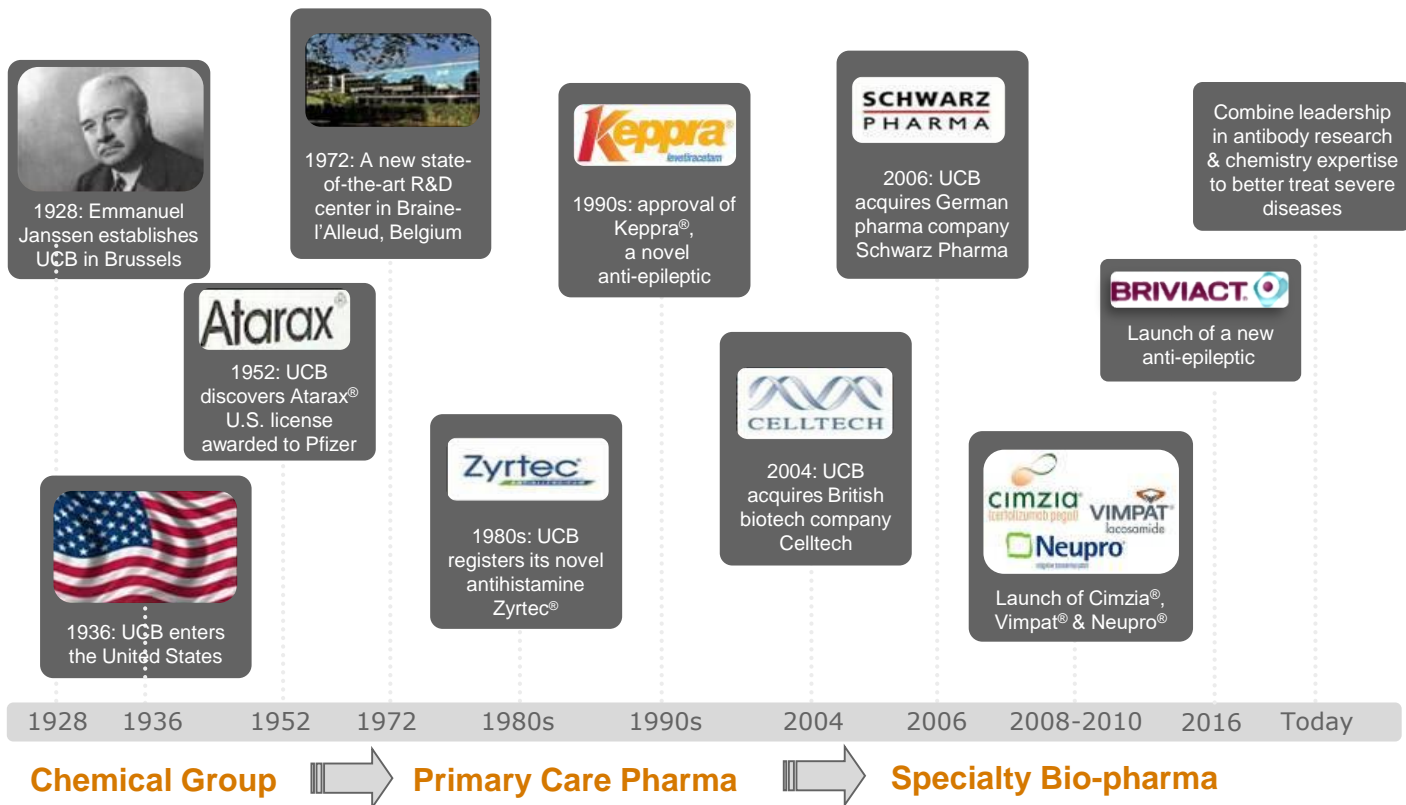 1928: Emmanuel
Janssen establishes
UCB in Brussels
1936: UCB enters
the United States
Atarax®
1952: UCB
discovers Atarax®
U.S. license
awarded to Pfizer
1972: A new state-
of-the-art R&D
center in Braine-
l’Alleud, Belgium
Zyrtec®
1980s: UCB
registers its novel
antihistamine
Zyrtec®
Keppra®
levetiracetam
1990s: approval of
Keppra®,
a novel
anti-epileptic
CELLTECH
2004: UCB
acquires British
biotech company
Celltech
SCHWARZ
PHARMA
2006: UCB
acquires German
pharma company
Schwarz Pharma
cimzia®
(certolizumab pegol)
VIMPAT®
lacosamide
Neupro®
Launch of Cimzia®,
Vimpat® & Neupro®
BRIVIACT®
Launch of a new
anti-epileptic
Combine leadership
in antibody research
& chemistry expertise
to better treat severe
diseases
1928 1936 1952 1972 1980s 1990s 2004 2006 2008-2010 2016 Today
Chemical Group Primary Care Pharma Specialty Bio-pharma